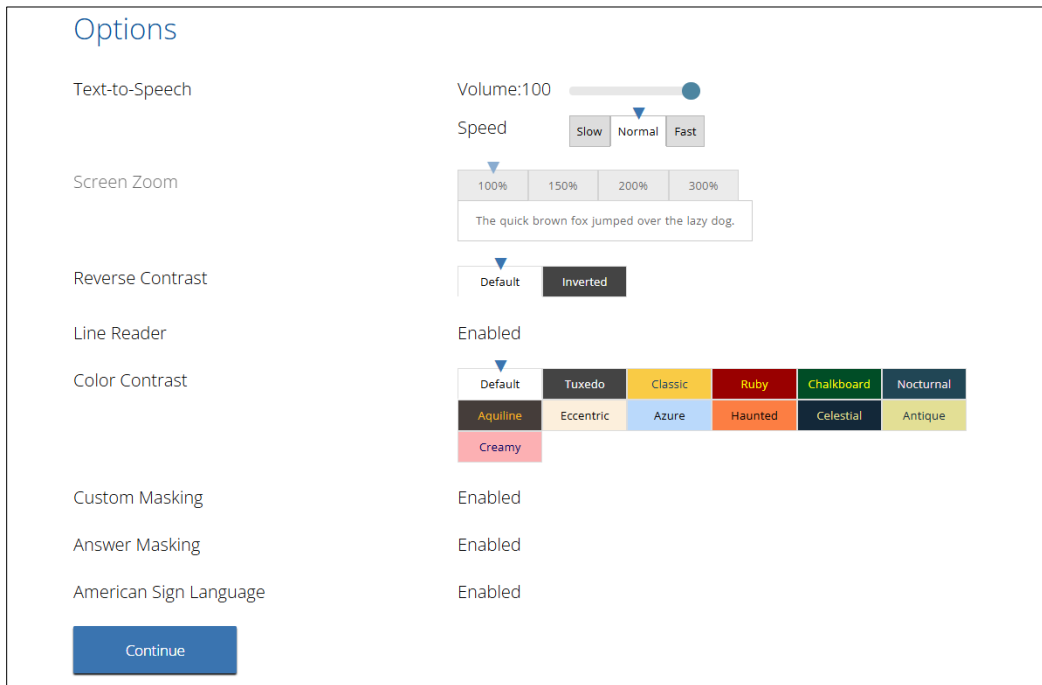 Options
Text-to-Speech Volume:100
Speed Slow Normal Fast
Screen Zoom 100% 150% 200% 300%
The quick brown fox jumped over the lazy dog.
Reverse Contrast Default Inverted
Line Reader Enabled
Color Contrast Default Tuxedo Classic Ruby Chalkboard Nocturnal
Aquiline Eccentric Azure Haunted Celestial Antique
Creamy
Custom Masking Enabled
Answer Masking Enabled
American Sign Language Enabled
Continue